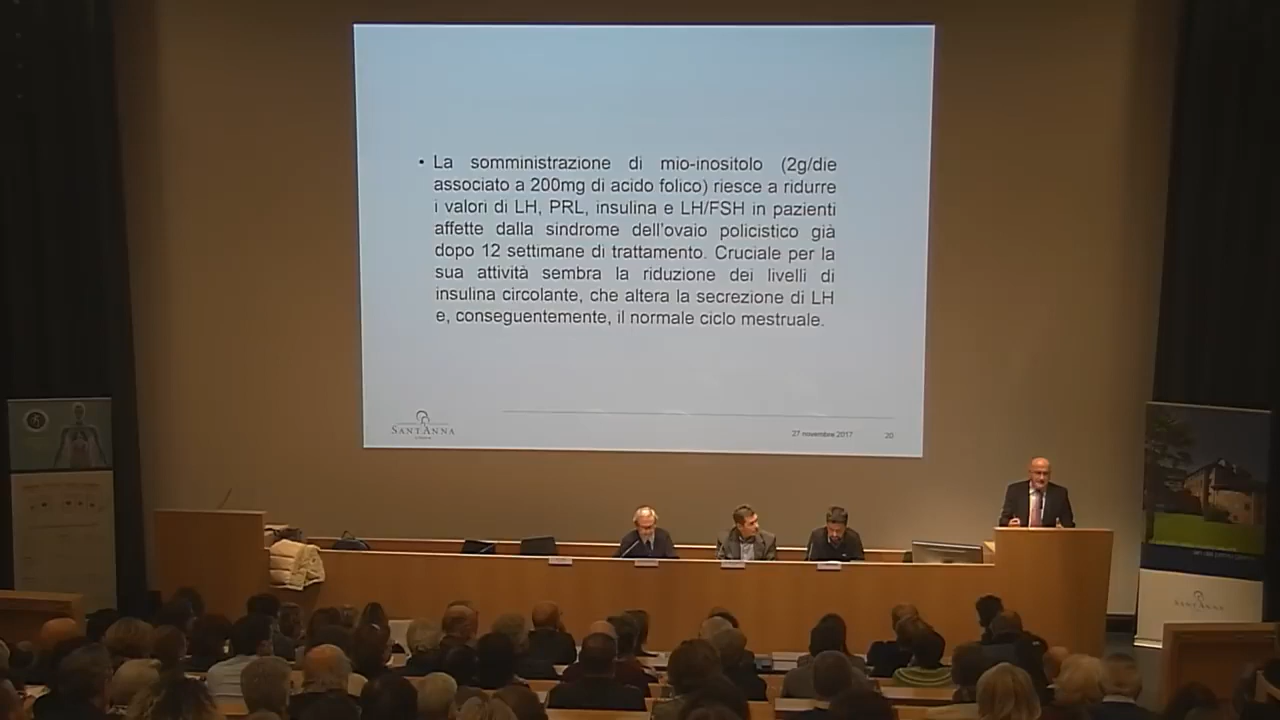 • La somministrazione di mio-inositolo (2g/die
associato a 200mg di acido folico) riesce a ridurre
i valori di LH, PRL, insulina e LH/FSH in pazienti
affette dalla sindrome dell'ovaio policistico già
dopo 12 settimane di trattamento. Cruciale per la
sua attività sembra la riduzione dei livelli di
insulina circolante, che altera la secrezione di LH
e, conseguentemente, il normale ciclo mestruale.
SANT'ANNA
27 novembre 2017
20
SANT'ANNA